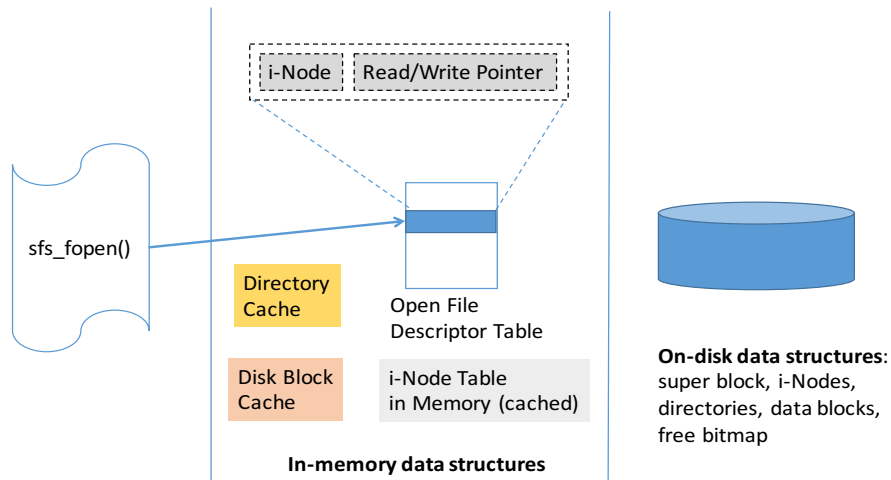 i-Node
Read/Write Pointer
sfs_fopen()
Directory
Cache
Open File
Descriptor Table
Disk Block
Cache
i-Node Table
in Memory (cached)
In-memory data structures
On-disk data structures:
super block, i-Nodes,
directories, data blocks,
free bitmap